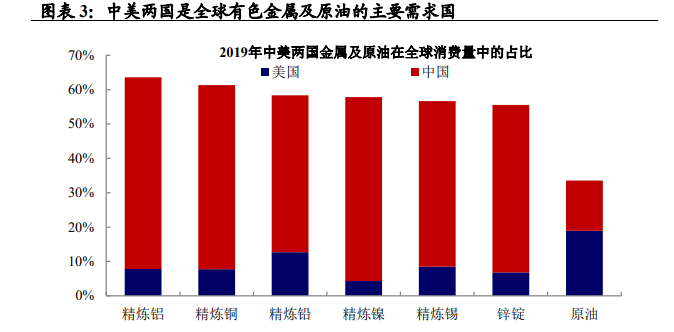 图表 3：中美两国是全球有色金属及原油的主要需求国
2019年中美两国金属及原油在全球消费量中的占比
美国 中国
70%
60%
50%
40%
30%
20%
10%
0%
精炼铝 精炼铜 精炼铅 精炼镍 精炼锡 锌锭 原油